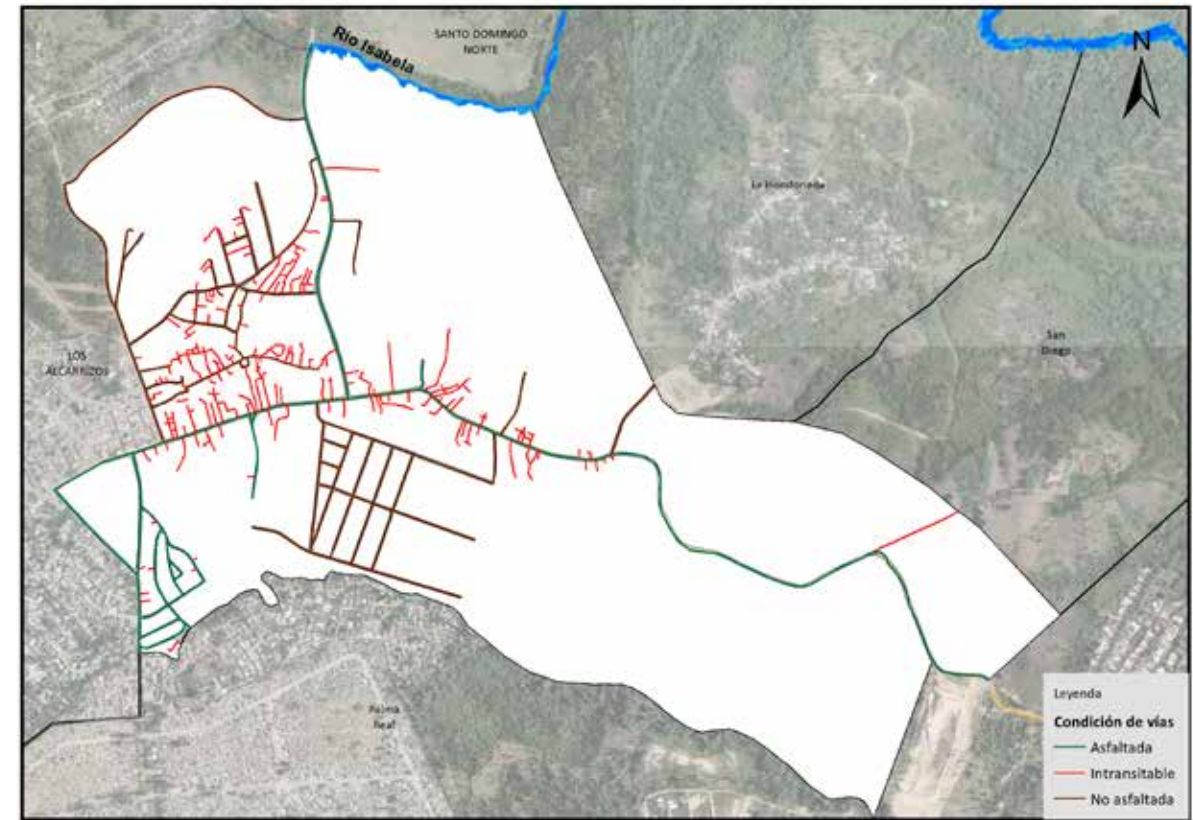 Río Isabela
SANTO DOMINGO
NORTE
N
La Hondonada
San
Diego
LOS
ALCARRIZOS
Palma
Real
Leyenda
Condición de vías
Asfaltada
Intransitable
No asfaltada